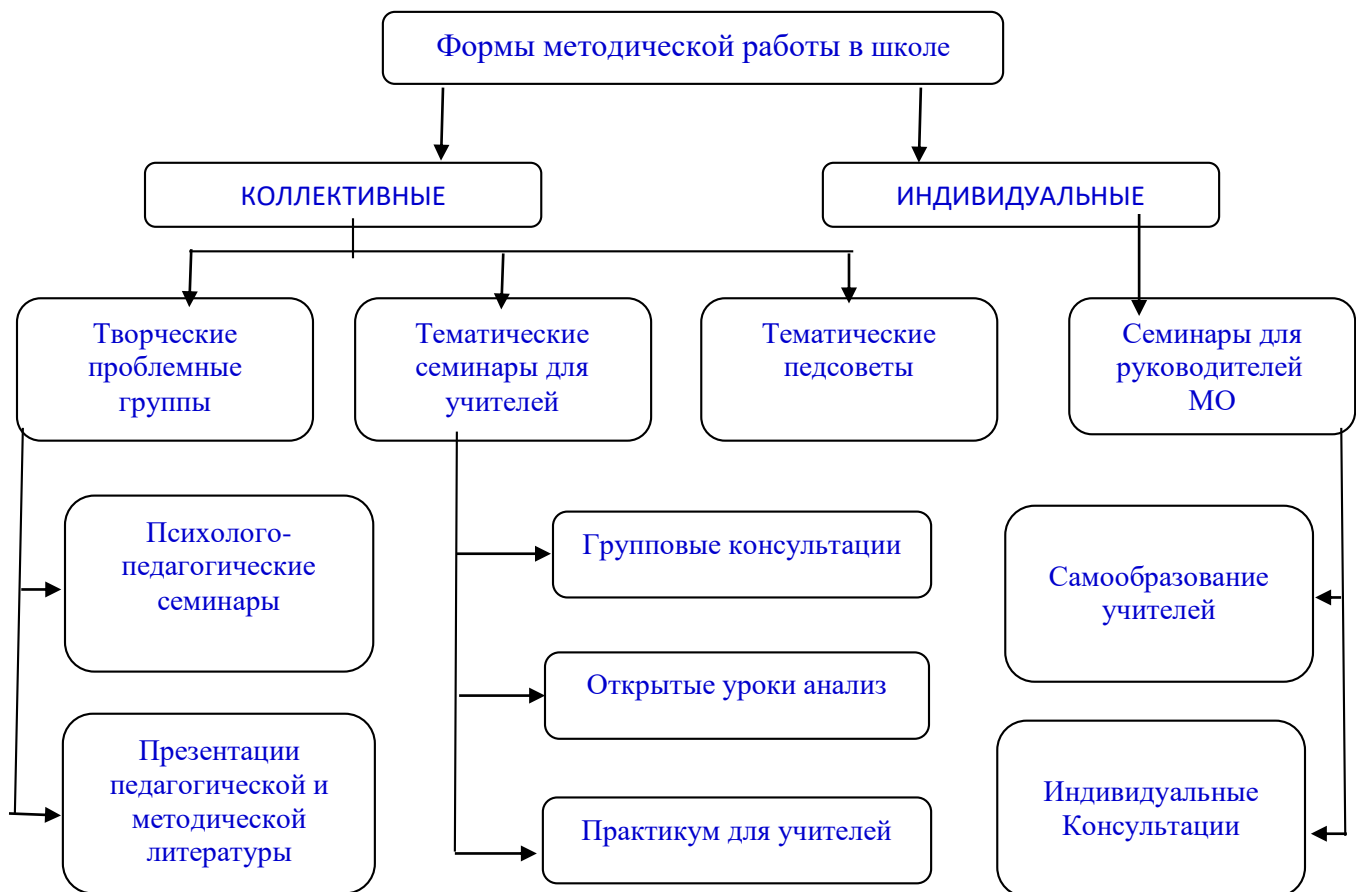 Формы методической работы в школе
КОЛЛЕКТИВНЫЕ
ИНДИВИДУАЛЬНЫЕ
Творческие
проблемные
группы
Тематические
семинары для
учителей
Тематические
педсоветы
Семинары для
руководителей
МО
Психолого-
педагогические
семинары
Групповые консультации
Самообразование
учителей
Открытые уроки анализ
Презентации
педагогической и
методической
литературы
Практикум для учителей
Индивидуальные
Консультации